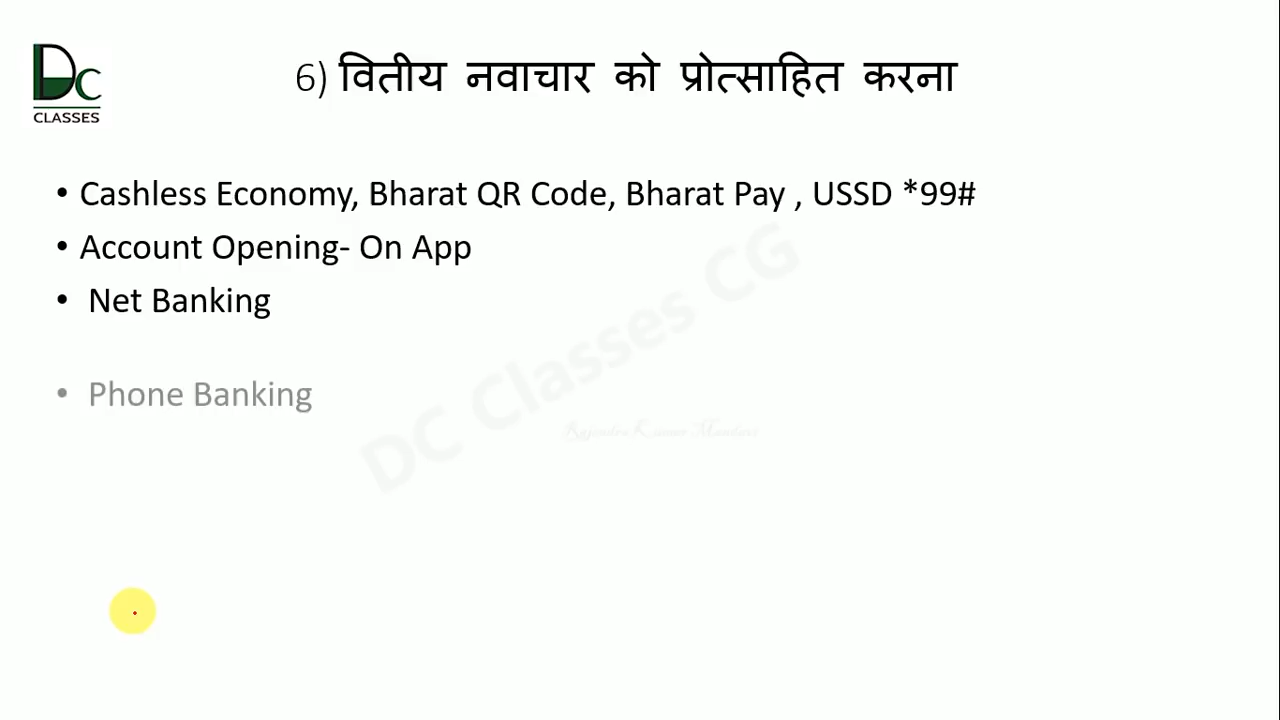 DC
CLASSES
6) वितीय नवाचार को प्रोत्साहित करना
• Cashless Economy, Bharat QR Code, Bharat Pay , USSD *99#
• Account Opening- On App
• Net Banking
• Phone Banking
DC Classes CG